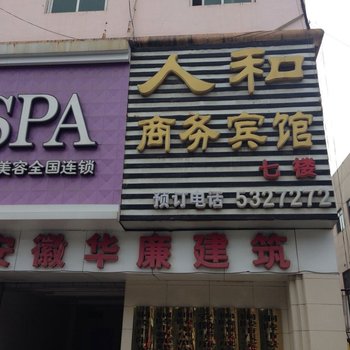 SPA
美容全国连锁
人和
商务宾馆
七楼
预订电话 5327272
安徽华廉建筑